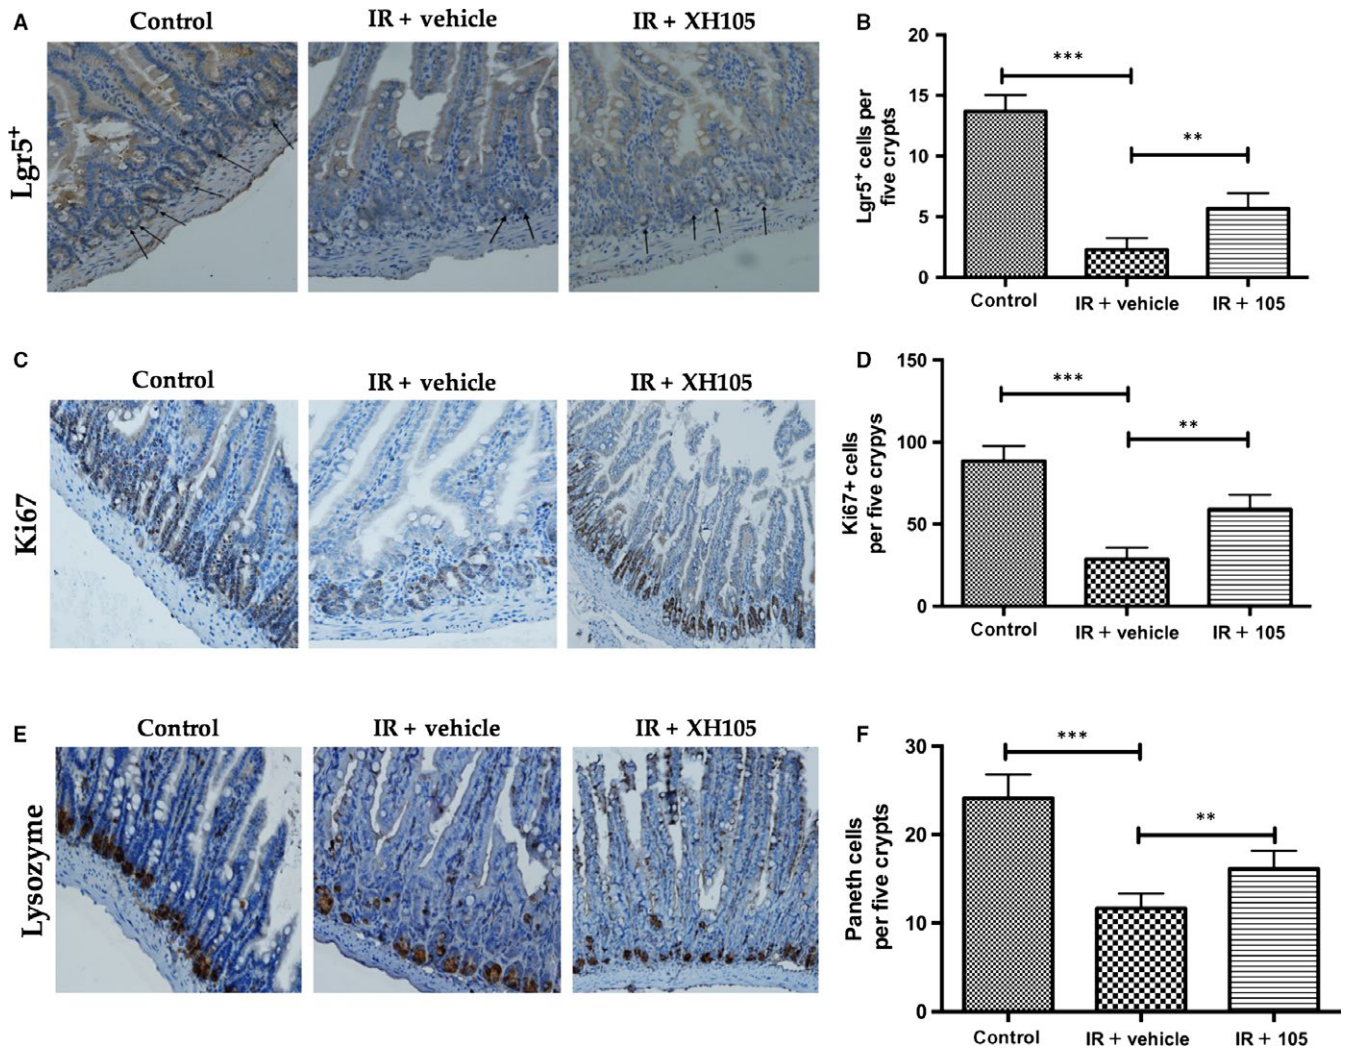 A
Control
IR + vehicle
IR + XH105
Lgr5+
B
20
15
10
5
0
Lgr5+ cells per
five crypts
***
**
Control
IR + vehicle
IR + 105
C
Control
IR + vehicle
IR + XH105
Ki67
D
150
100
50
0
Ki67+ cells
per five crypys
***
**
Control
IR + vehicle
IR + 105
E
Control
IR + vehicle
IR + XH105
Lysozyme
F
30
20
10
0
Paneth cells
per five crypts
***
**
Control
IR + vehicle
IR + 105